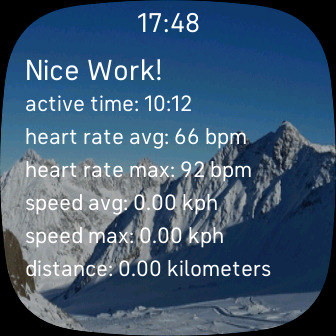 17:48
Nice Work!
active time: 10:12
heart rate avg: 66 bpm
heart rate max: 92 bpm
speed avg: 0.00 kph
speed max: 0.00 kph
distance: 0.00 kilometers